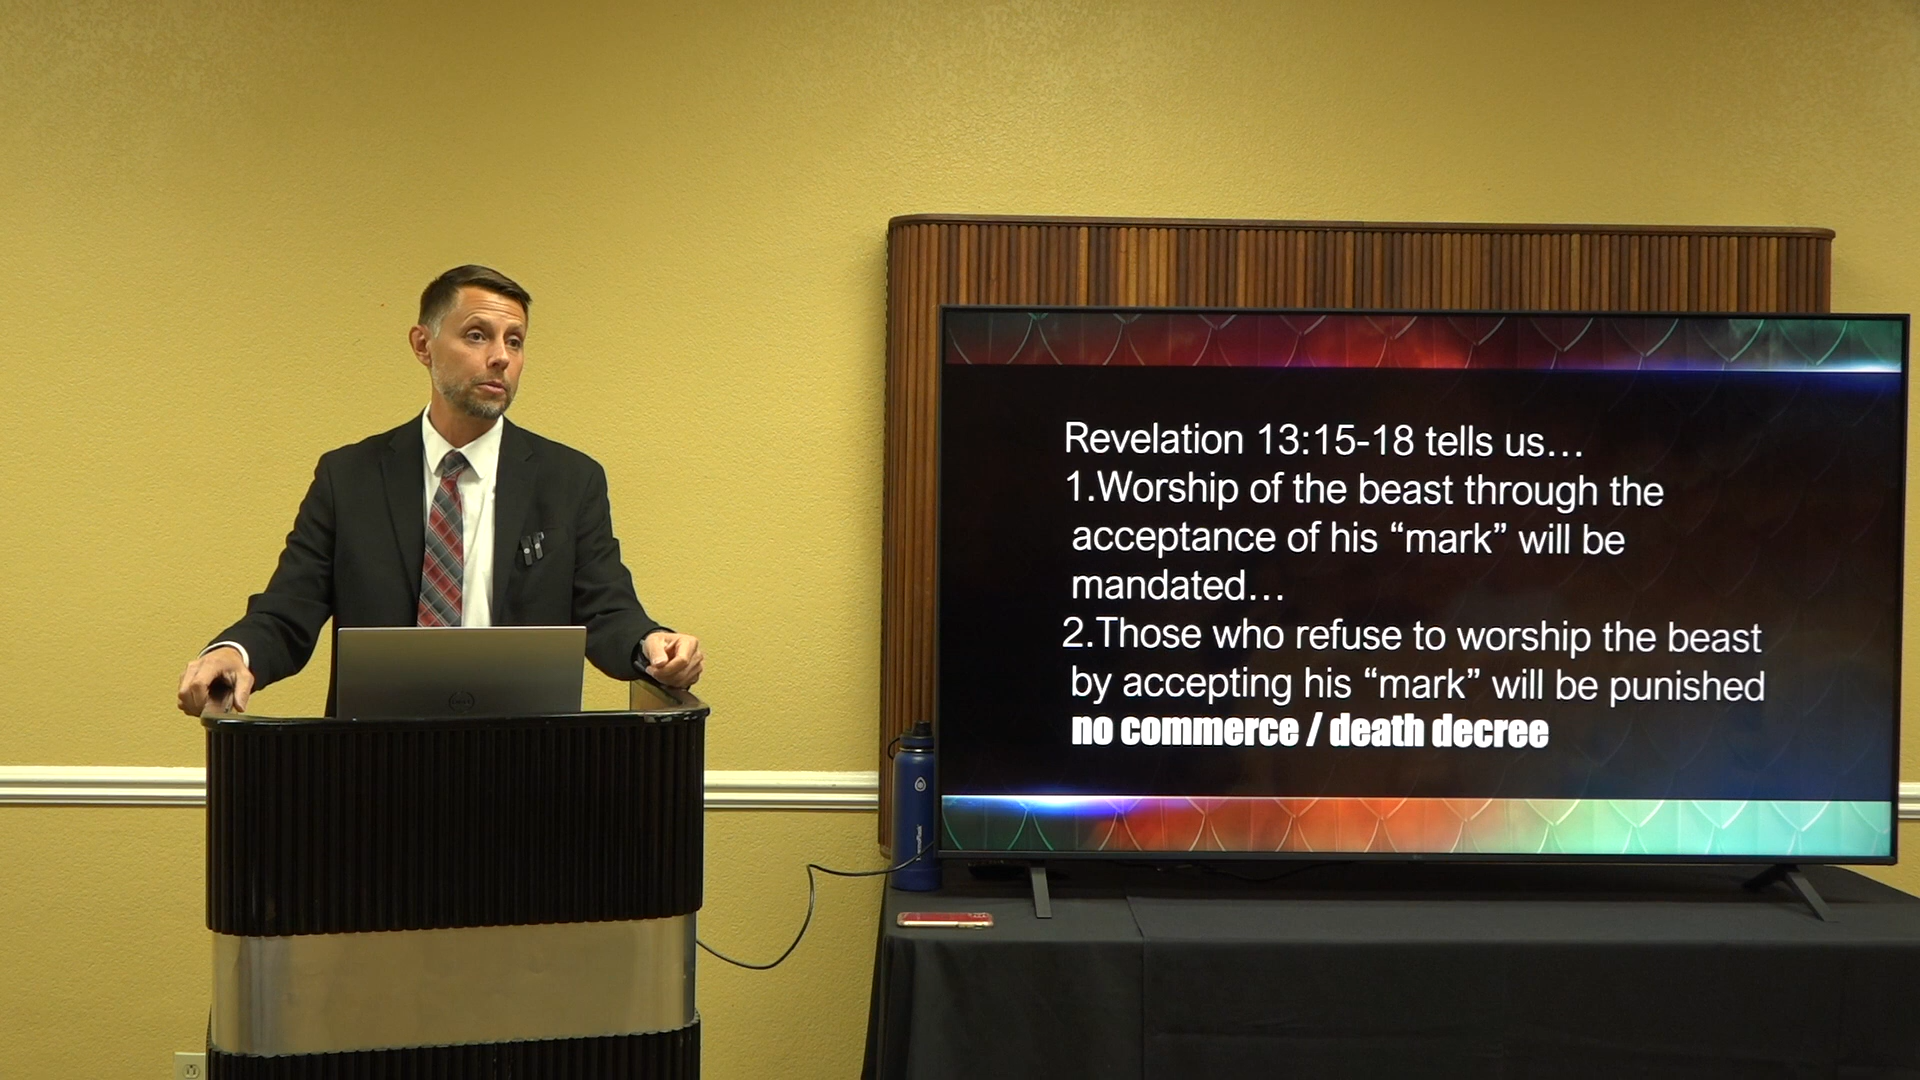 Revelation 13:15-18 tells us…
1.Worship of the beast through the
acceptance of his “mark” will be
mandated…
2.Those who refuse to worship the beast
by accepting his “mark” will be punished
no commerce / death decree